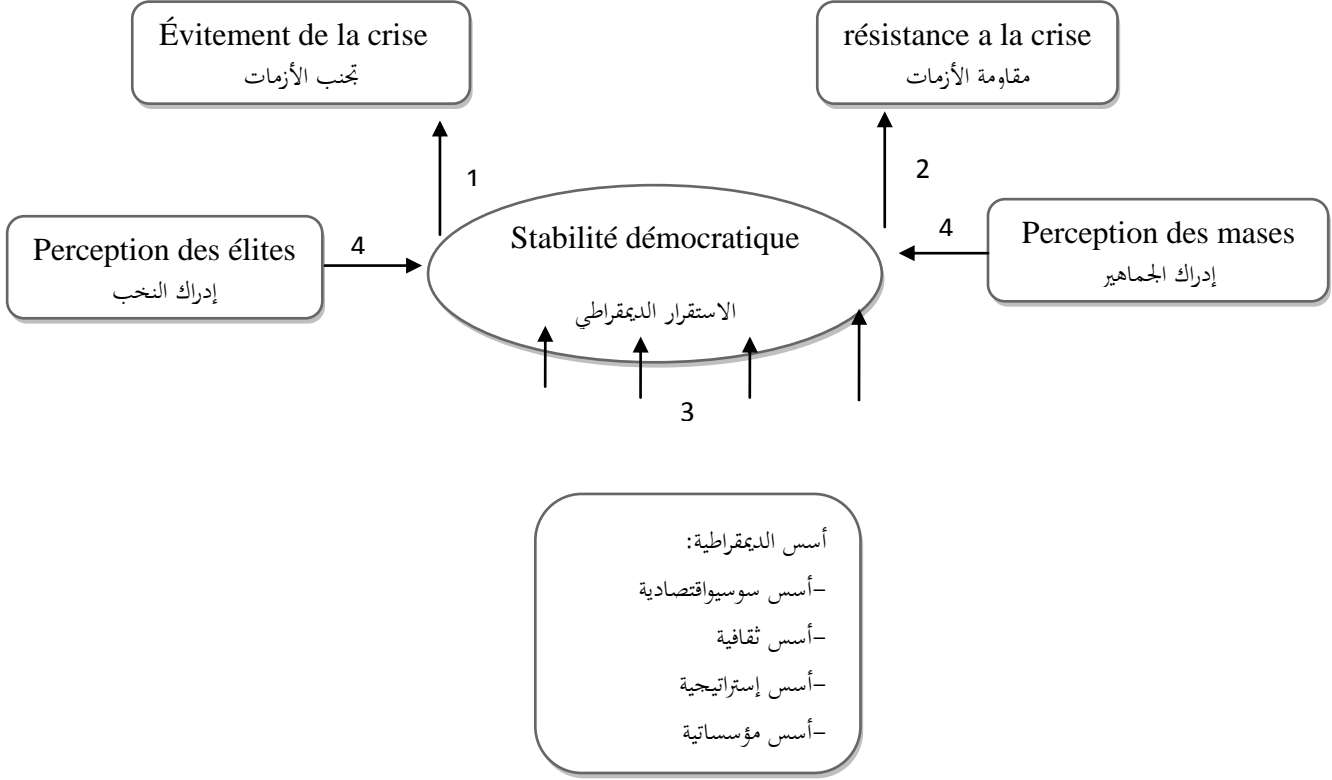 Évitement de la crise
تجنب الأزمات
résistance a la crise
مقاومة الأزمات
1
2
Perception des élites
إدراك النخب
4
Stabilité démocratique
الاستقرار الديمقراطي
4
Perception des mases
إدراك الجماهير
3
أسس الديمقراطية:
–أسس سوسيواقتصادية
–أسس ثقافية
–أسس إستراتيجية
–أسس مؤسساتية